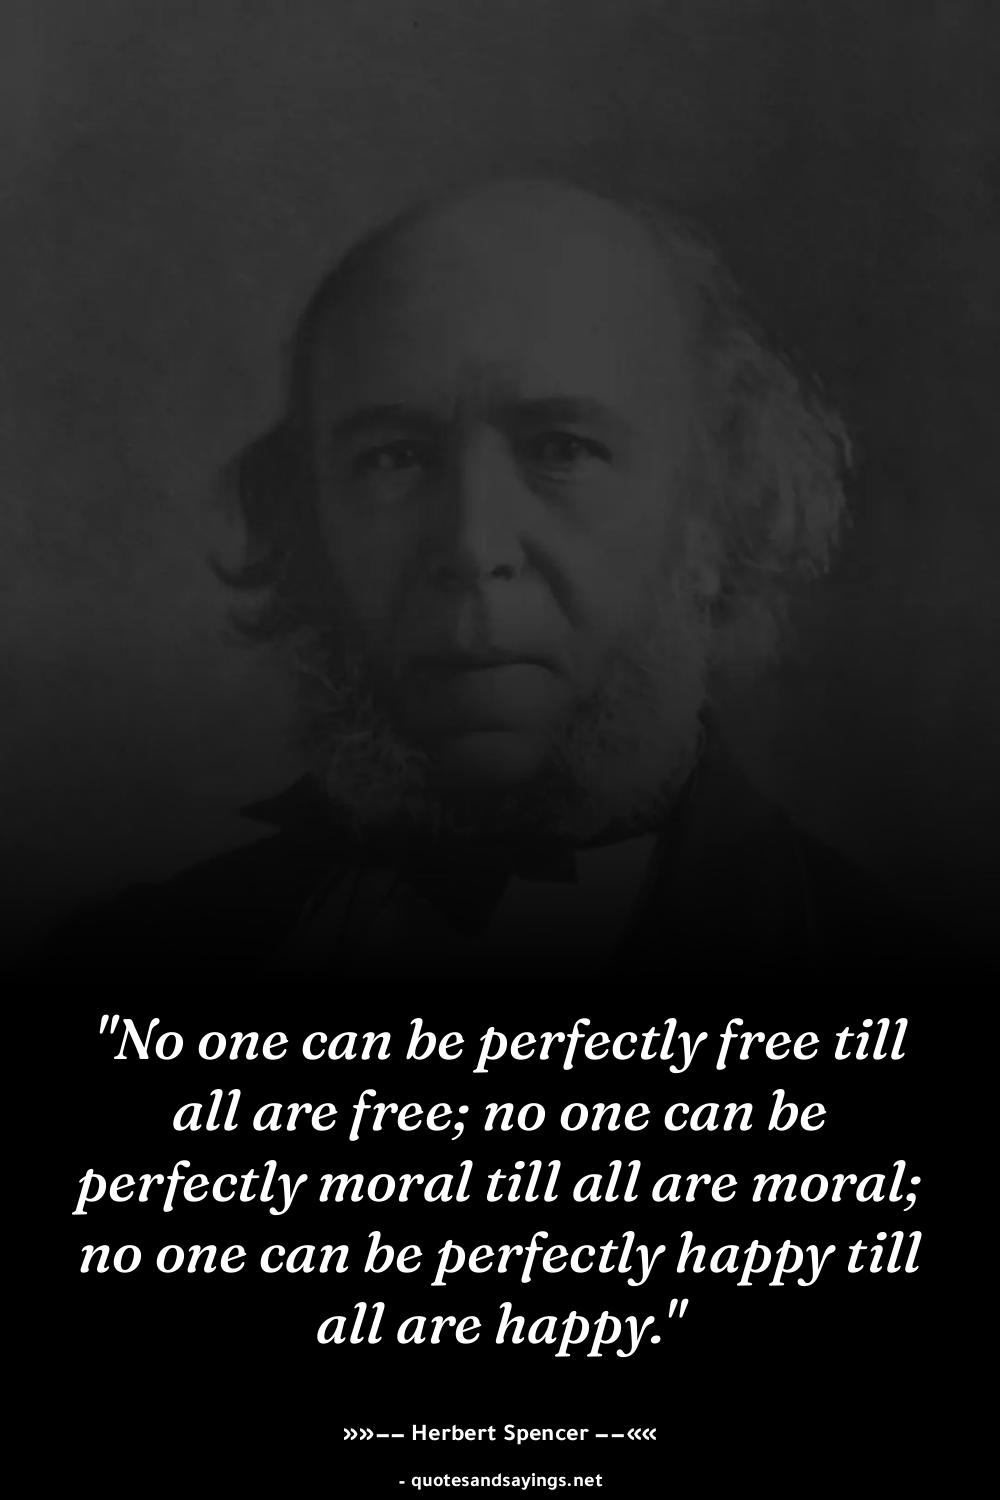 "No one can be perfectly free till
all are free; no one can be
perfectly moral till all are moral;
no one can be perfectly happy till
all are happy."
»»−− Herbert Spencer −−««
- quotesandsayings.net